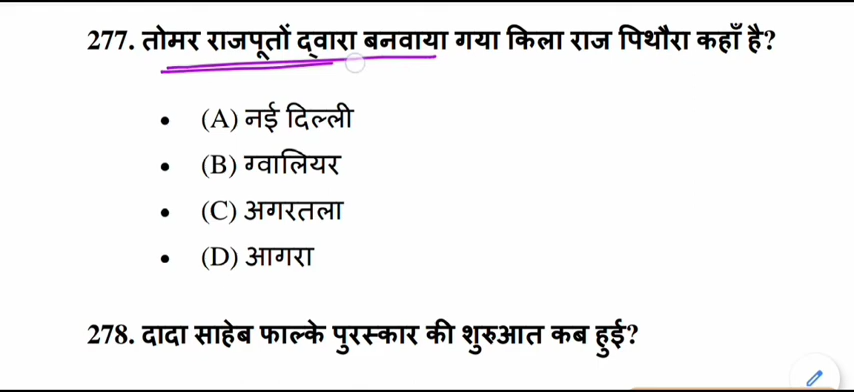 277. तोमर राजपूतों द्वारा बनवाया गया किला राज पिथौरा कहाँ है?
• (A) नई दिल्ली
• (B) ग्वालियर
• (C) अगरतला
• (D) आगरा
278. दादा साहेब फाल्के पुरस्कार की शुरुआत कब हुई?